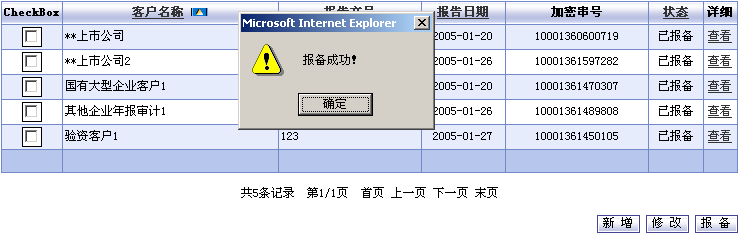 CheckBox 客户名称 报告日期 加密串号 状态 详细
Microsoft Internet Explorer
**上市公司 2005-01-20 10001360600719 已报备 查看
**上市公司2 2005-01-26 10001361597282 已报备 查看
报备成功!
国有大型企业客户1 2005-01-20 10001361470307 已报备 查看
确定
其他企业年报审计1 2005-01-26 10001361489808 已报备 查看
验资客户1 123 2005-01-27 10001361450105 已报备 查看
共5条记录 第1/1页 首页 上一页 下一页 末页
新 增 修 改 报 备